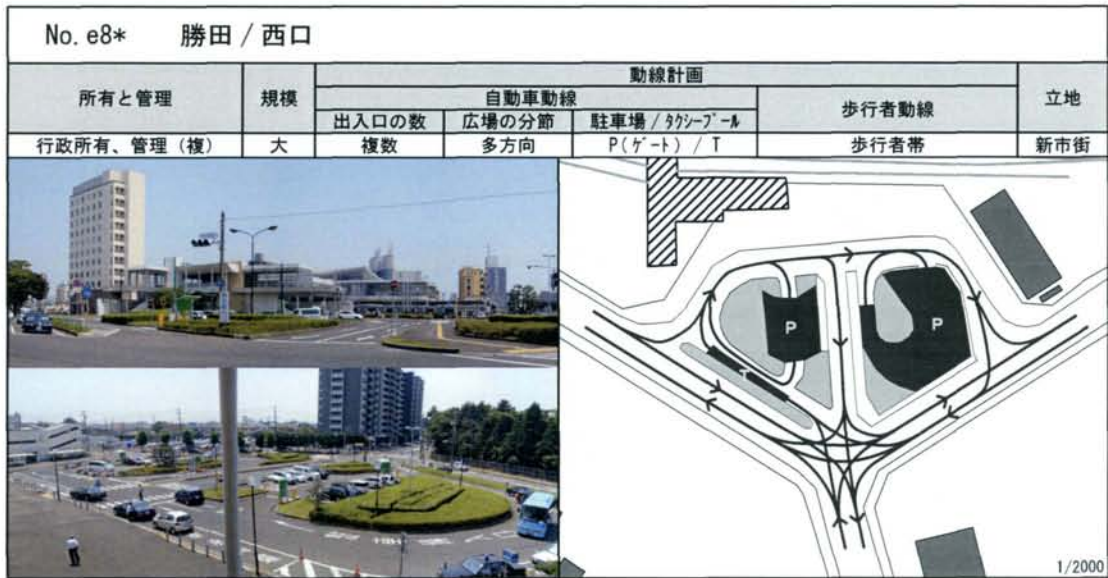 No. e8*　勝田 / 西口
所有と管理
規模
動線計画
立地
自動車動線
歩行者動線
出入口の数
広場の分節
駐車場 / タクシープール
行政所有、管理（複）
大
複数
多方向
P(ゲート) / T
歩行者帯
新市街
P
P
1/2000